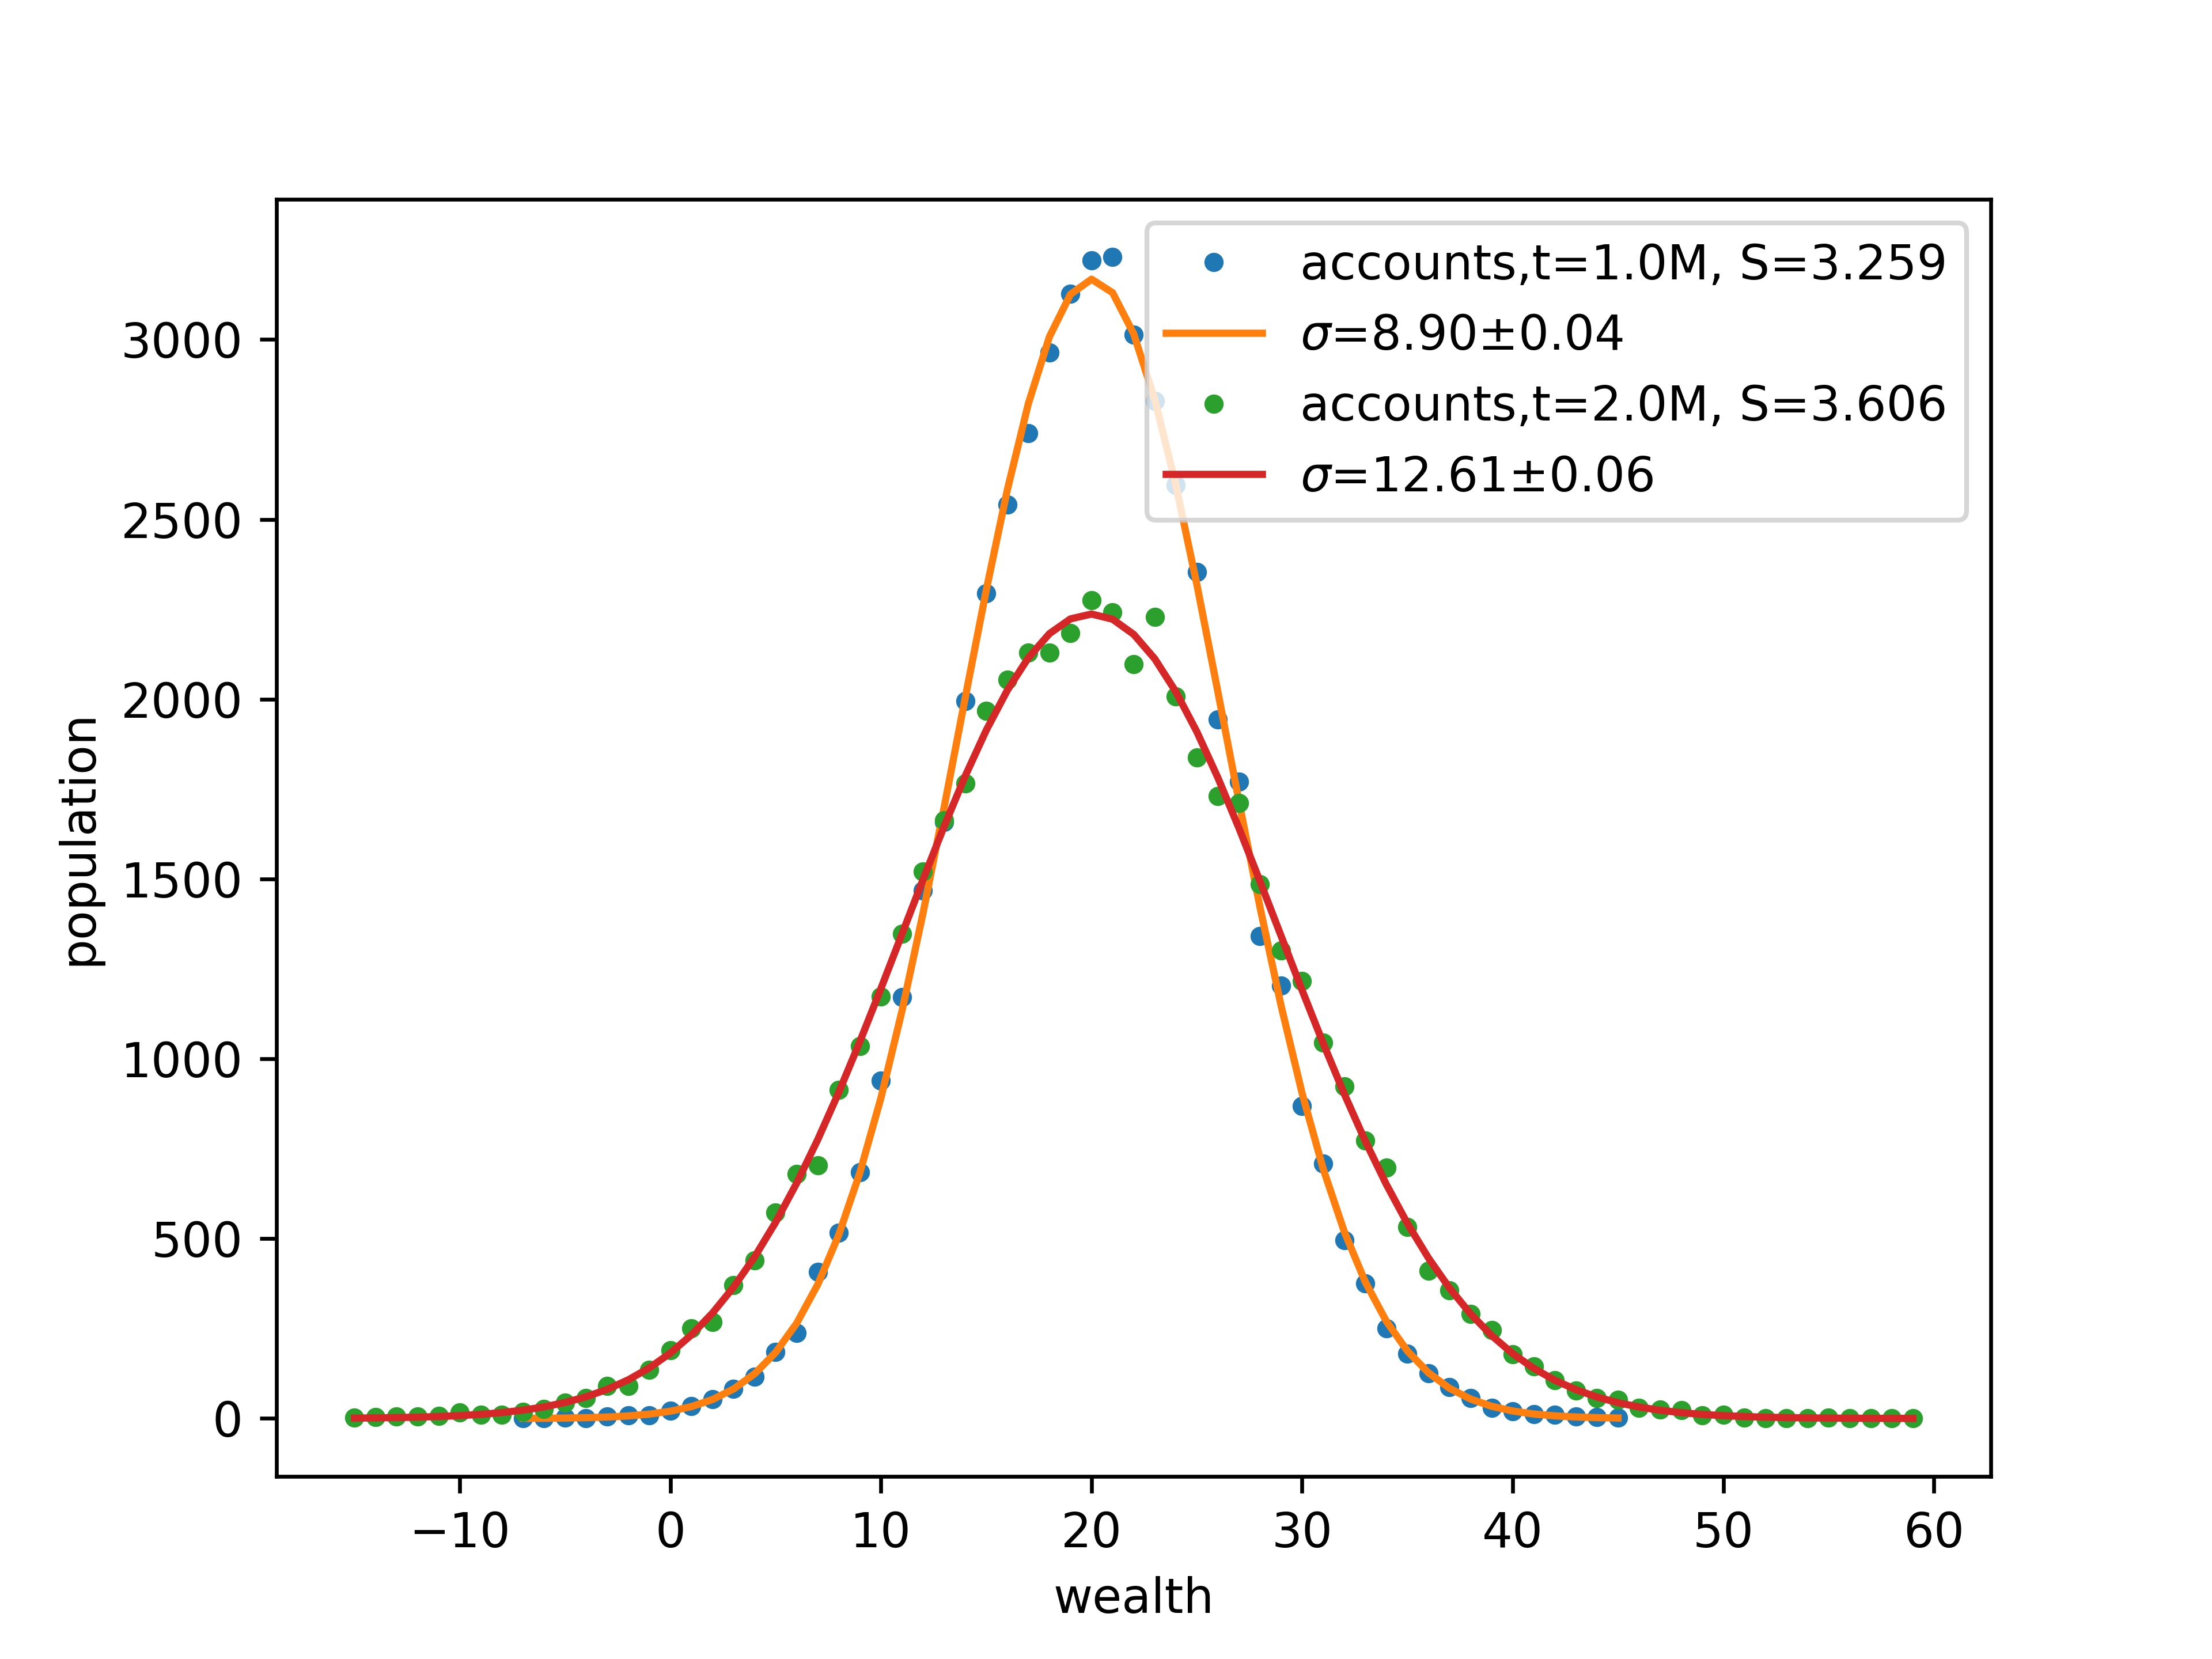 accounts,t=1.0M, S=3.259
σ=8.90±0.04
accounts,t=2.0M, S=3.606
σ=12.61±0.06
3000
2500
2000
1500
1000
500
0
population
−10 0 10 20 30 40 50 60
wealth